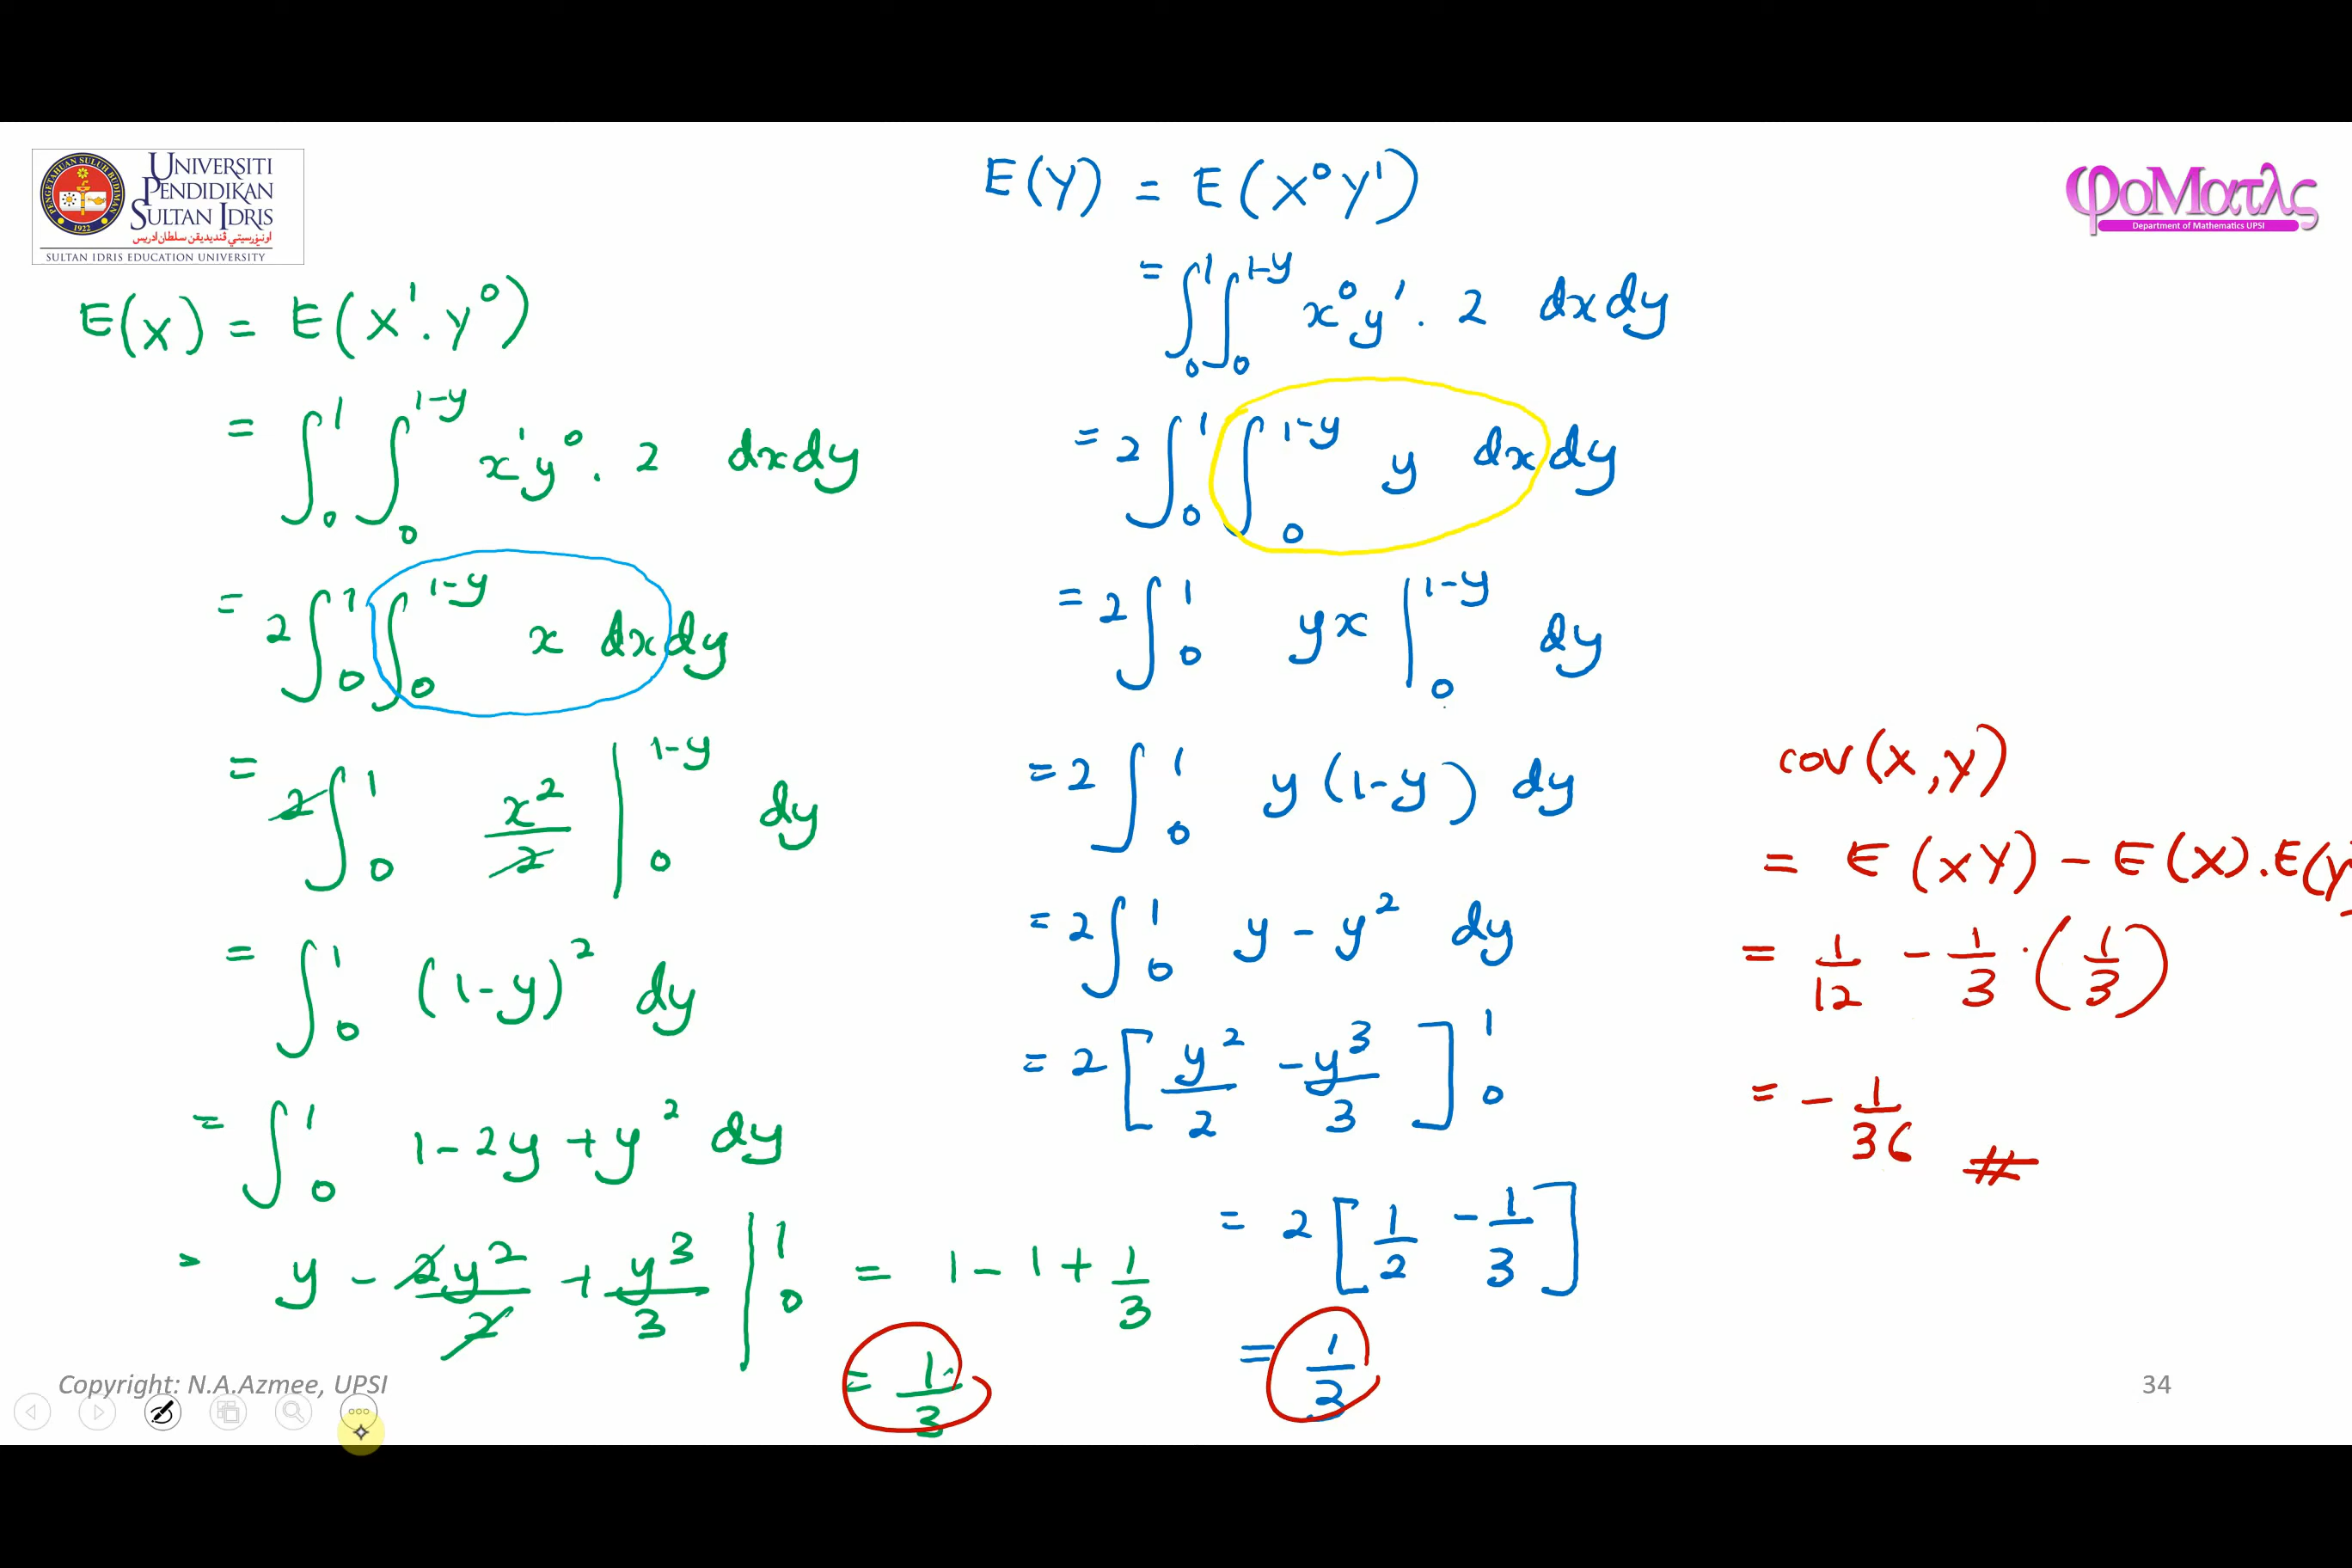 UNIVERSITI
PENDIDIKAN
SULTAN IDRIS
اونيۏرسيتي ڤنديديقن سلطان ادريس
SULTAN IDRIS EDUCATION UNIVERSITY
φοΜατλς
Department of Mathematics UPSI
E(X) = E(X¹.Y⁰)
= ∫₀¹ ∫₀^{1-y} x¹y⁰ . 2 dxdy
= 2 ∫₀¹ ∫₀^{1-y} x dx dy
= 2 ∫₀¹ x²/2 |₀^{1-y} dy
= ∫₀¹ (1-y)² dy
= ∫₀¹ 1-2y+y² dy
= y - 2y²/2 + y³/3 |₀¹ = 1-1+1/3
= 1/3
E(Y) = E(X⁰Y¹)
= ∫₀¹ ∫₀^{1-y} x⁰y¹ . 2 dxdy
= 2 ∫₀¹ ∫₀^{1-y} y dx dy
= 2 ∫₀¹ yx |₀^{1-y} dy
= 2 ∫₀¹ y(1-y) dy
= 2 ∫₀¹ y - y² dy
= 2 [y²/2 - y³/3]₀¹
= 2 [1/2 - 1/3]
= 1/3
cov(X,Y)
= E(XY) - E(X).E(Y
= 1/12 - 1/3 . (1/3)
= - 1/36 #
Copyright: N.A.Azmee, UPSI
34